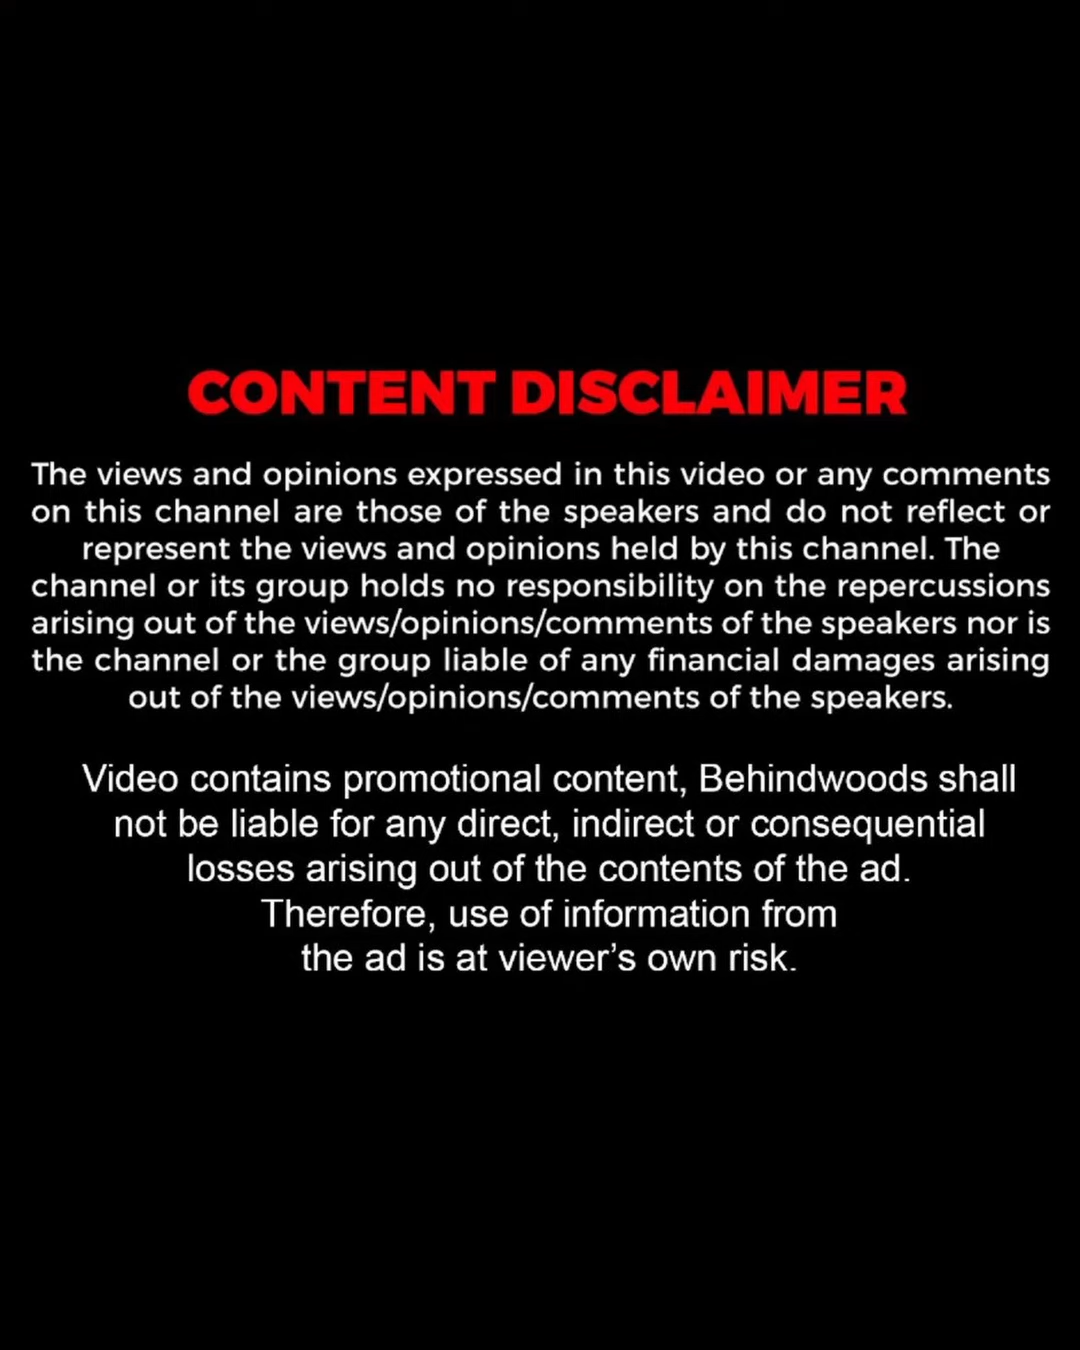 CONTENT DISCLAIMER
The views and opinions expressed in this video or any comments
on this channel are those of the speakers and do not reflect or
represent the views and opinions held by this channel. The
channel or its group holds no responsibility on the repercussions
arising out of the views/opinions/comments of the speakers nor is
the channel or the group liable of any financial damages arising
out of the views/opinions/comments of the speakers.
Video contains promotional content, Behindwoods shall
not be liable for any direct, indirect or consequential
losses arising out of the contents of the ad.
Therefore, use of information from
the ad is at viewer’s own risk.